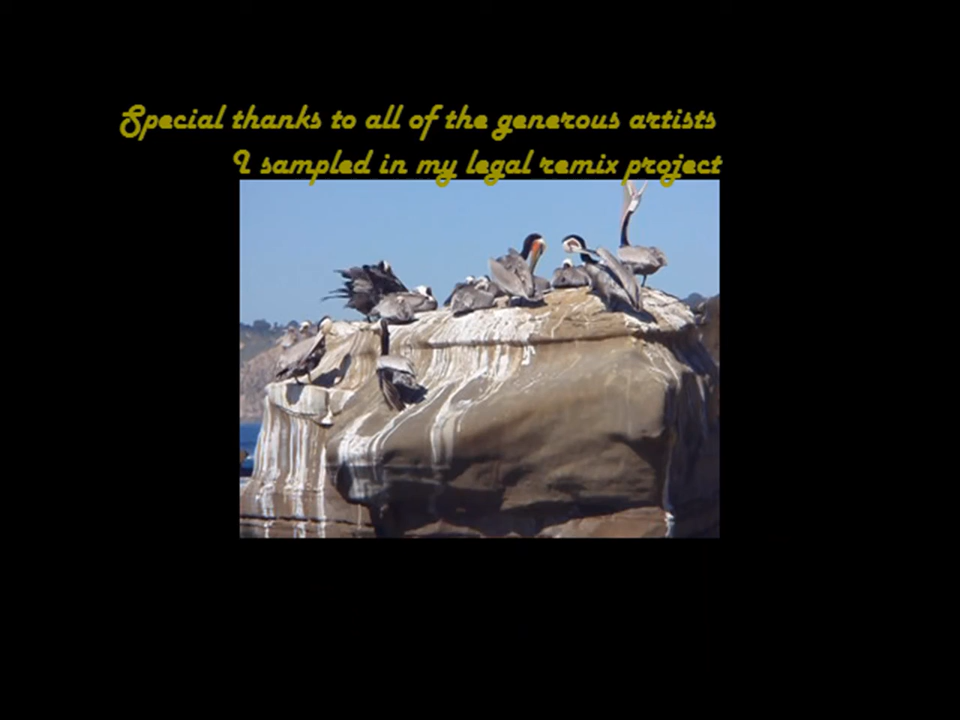 Special thanks to all of the generous artists
I sampled in my legal remix project